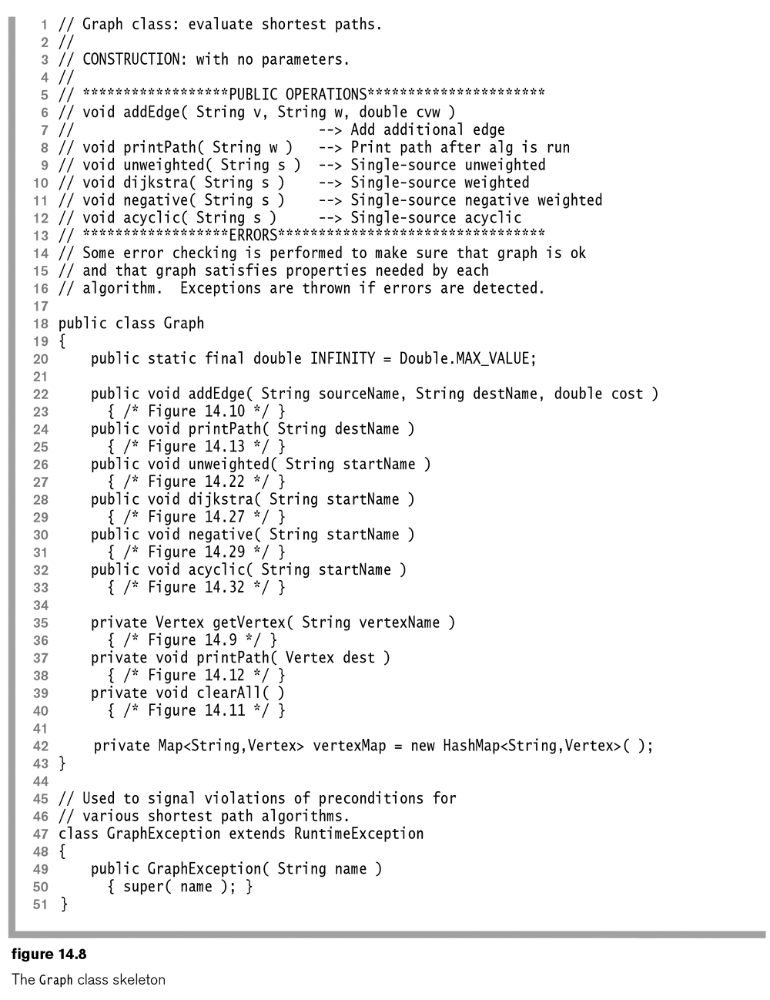 1 // Graph class: evaluate shortest paths.
2 //
3 // CONSTRUCTION: with no parameters.
4 //
5 // ******************PUBLIC OPERATIONS**********************
6 // void addEdge( String v, String w, double cvw )
7 //                              --> Add additional edge
8 // void printPath( String w )   --> Print path after alg is run
9 // void unweighted( String s )  --> Single-source unweighted
10 // void dijkstra( String s )    --> Single-source weighted
11 // void negative( String s )    --> Single-source negative weighted
12 // void acyclic( String s )     --> Single-source acyclic
13 // ******************ERRORS*********************************
14 // Some error checking is performed to make sure that graph is ok
15 // and that graph satisfies properties needed by each
16 // algorithm.  Exceptions are thrown if errors are detected.
17
18 public class Graph
19 {
20     public static final double INFINITY = Double.MAX_VALUE;
21
22     public void addEdge( String sourceName, String destName, double cost )
23       { /* Figure 14.10 */ }
24     public void printPath( String destName )
25       { /* Figure 14.13 */ }
26     public void unweighted( String startName )
27       { /* Figure 14.22 */ }
28     public void dijkstra( String startName )
29       { /* Figure 14.27 */ }
30     public void negative( String startName )
31       { /* Figure 14.29 */ }
32     public void acyclic( String startName )
33       { /* Figure 14.32 */ }
34
35     private Vertex getVertex( String vertexName )
36       { /* Figure 14.9 */ }
37     private void printPath( Vertex dest )
38       { /* Figure 14.12 */ }
39     private void clearAll( )
40       { /* Figure 14.11 */ }
41
42     private Map<String,Vertex> vertexMap = new HashMap<String,Vertex>( );
43 }
44
45 // Used to signal violations of preconditions for
46 // various shortest path algorithms.
47 class GraphException extends RuntimeException
48 {
49     public GraphException( String name )
50       { super( name ); }
51 }
figure 14.8
The Graph class skeleton